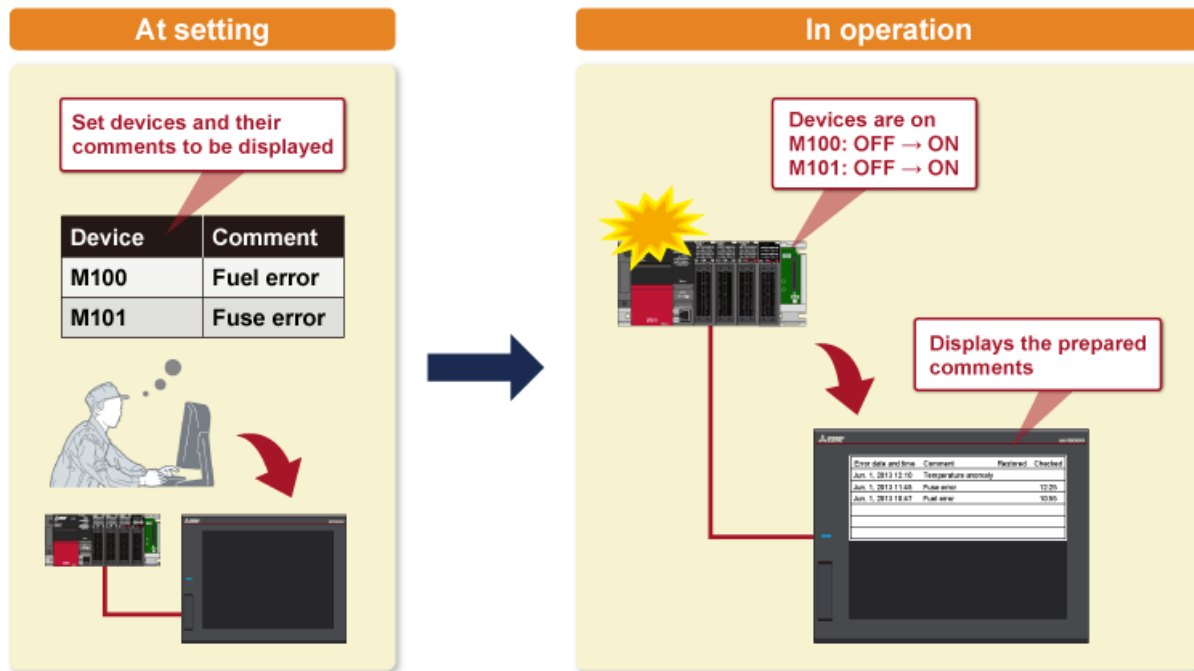 At setting
Set devices and their
comments to be displayed
Device Comment
M100 Fuel error
M101 Fuse error
In operation
Devices are on
M100: OFF → ON
M101: OFF → ON
Displays the prepared
comments
Error date and time Comment Restored Checked
Jun. 1, 2013 12:10 Temperature anomaly
Jun. 1, 2013 11:45 Fuse error 12:25
Jun. 1, 2013 10:47 Fuel error 10:55